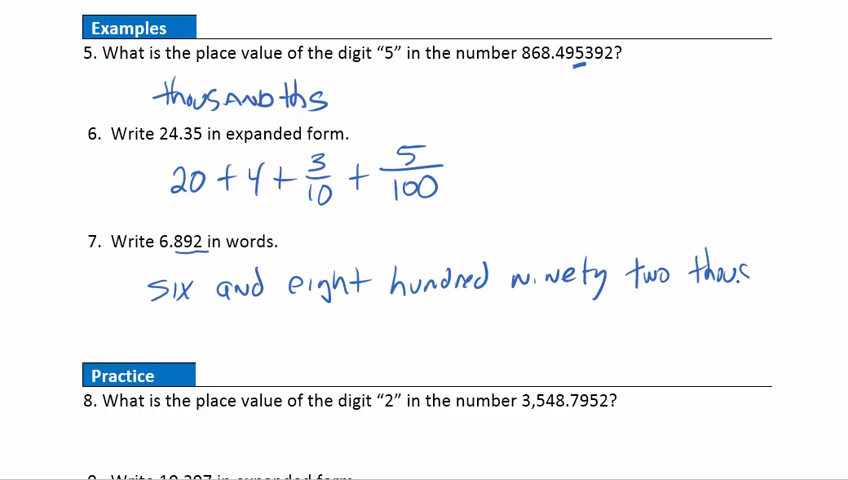 Examples
5. What is the place value of the digit “5” in the number 868.495392?
thousandths
6. Write 24.35 in expanded form.
20 + 4 + 3/10 + 5/100
7. Write 6.892 in words.
six and eight hundred ninety two thous
Practice
8. What is the place value of the digit “2” in the number 3,548.7952?